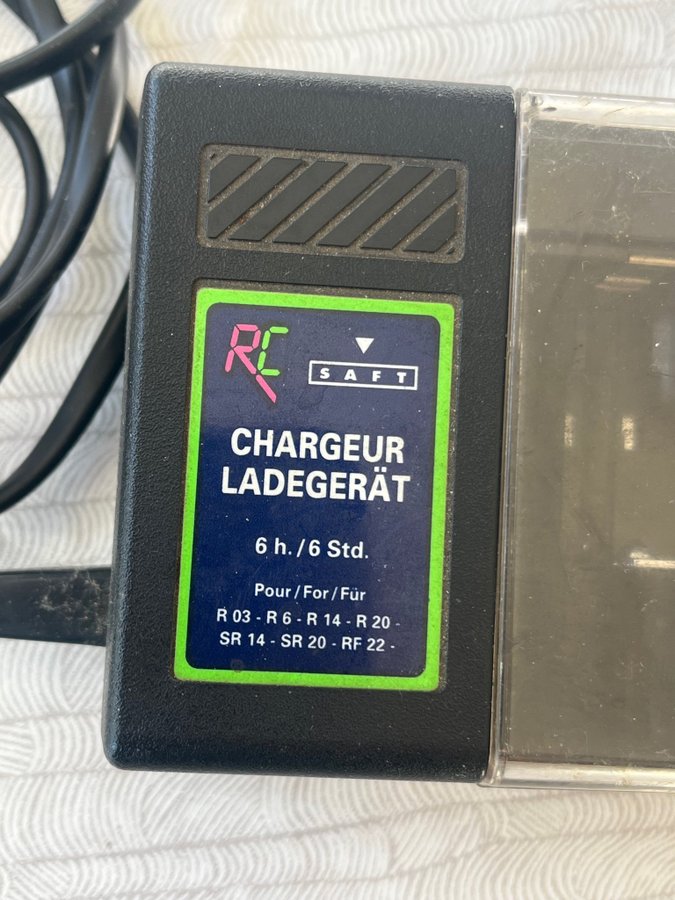 RC
SAFT
CHARGEUR
LADEGERÄT
6 h. / 6 Std.
Pour / For / Für
R 03 - R 6 - R 14 - R 20 -
SR 14 - SR 20 - RF 22 -